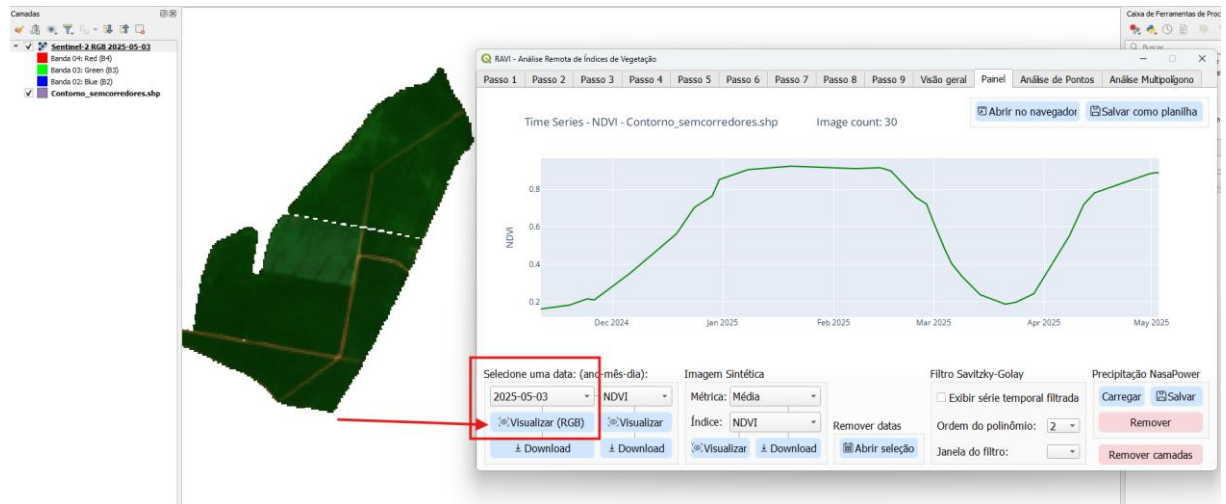 Camadas
Sentinel-2 RGB 2025-05-03
Banda 04: Red (B4)
Banda 03: Green (B3)
Banda 02: Blue (B2)
Contorno_semcorredores.shp
Caixa de Ferramentas de Proc
Buscar...
RAVI - Análise Remota de Índices de Vegetação
Passo 1 Passo 2 Passo 3 Passo 4 Passo 5 Passo 6 Passo 7 Passo 8 Passo 9 Visão geral Painel Análise de Pontos Análise Multipolígono
Abrir no navegador Salvar como planilha
Time Series - NDVI - Contorno_semcorredores.shp Image count: 30
0.8
0.6
NDVI
0.4
0.2
Dec 2024 Jan 2025 Feb 2025 Mar 2025 Apr 2025 May 2025
Selecione uma data: (ano-mês-dia): Imagem Sintética Filtro Savitzky-Golay Precipitação NasaPower
2025-05-03 NDVI Métrica: Média Exibir série temporal filtrada Carregar Salvar
Visualizar (RGB) Visualizar Índice: NDVI Remover datas Ordem do polinômio: 2 Remover
Download Download Visualizar Download Abrir seleção Janela do filtro: Remover camadas